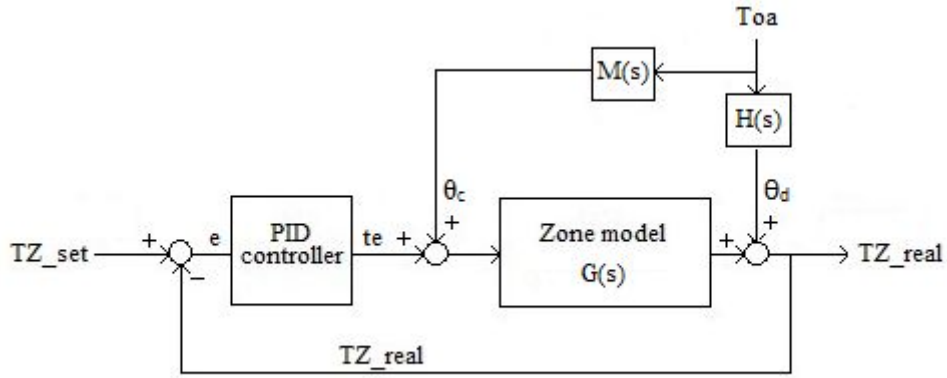 Toa
M(s)
H(s)
θc
+
θd
+
TZ_set
+
e
PID
controller
te
+
Zone model
G(s)
+
TZ_real
−
TZ_real